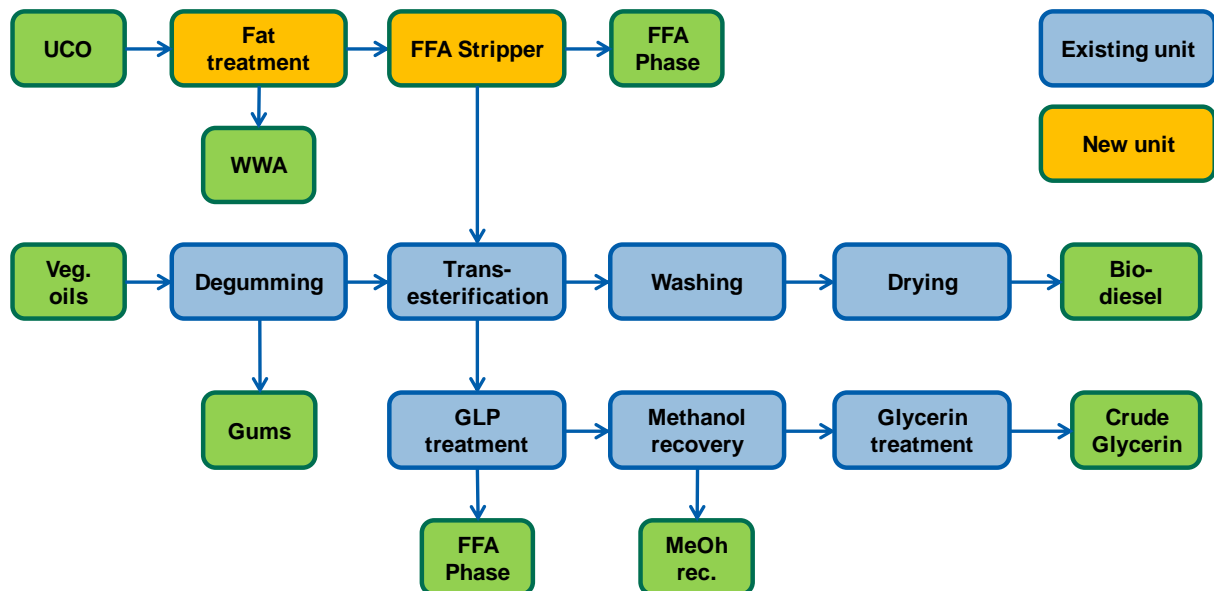 UCO
Fat
treatment
FFA Stripper
FFA
Phase
Existing unit
WWA
New unit
Veg.
oils
Degumming
Trans-
esterification
Washing
Drying
Bio-
diesel
Gums
GLP
treatment
Methanol
recovery
Glycerin
treatment
Crude
Glycerin
FFA
Phase
MeOh
rec.